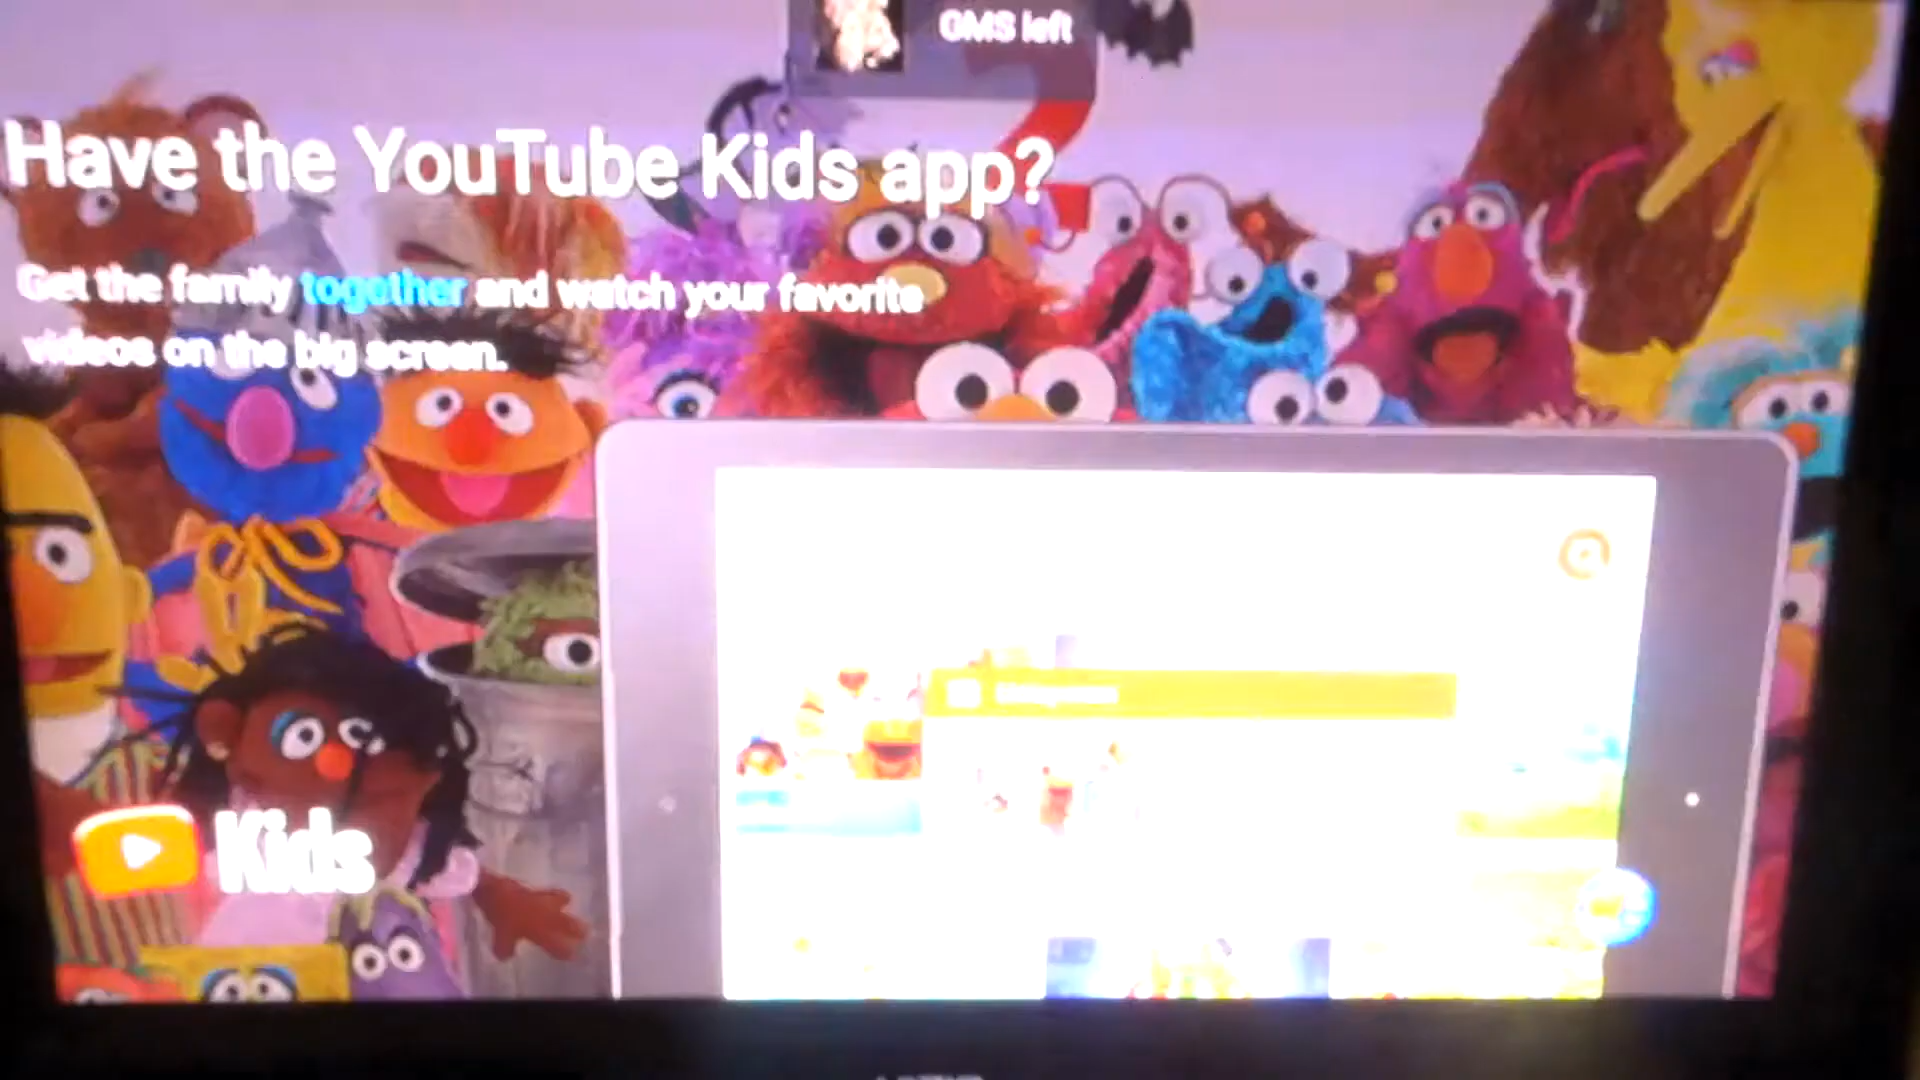 GMS left
Have the YouTube Kids app?
Get the family together and watch your favorite
videos on the big screen.
Kids